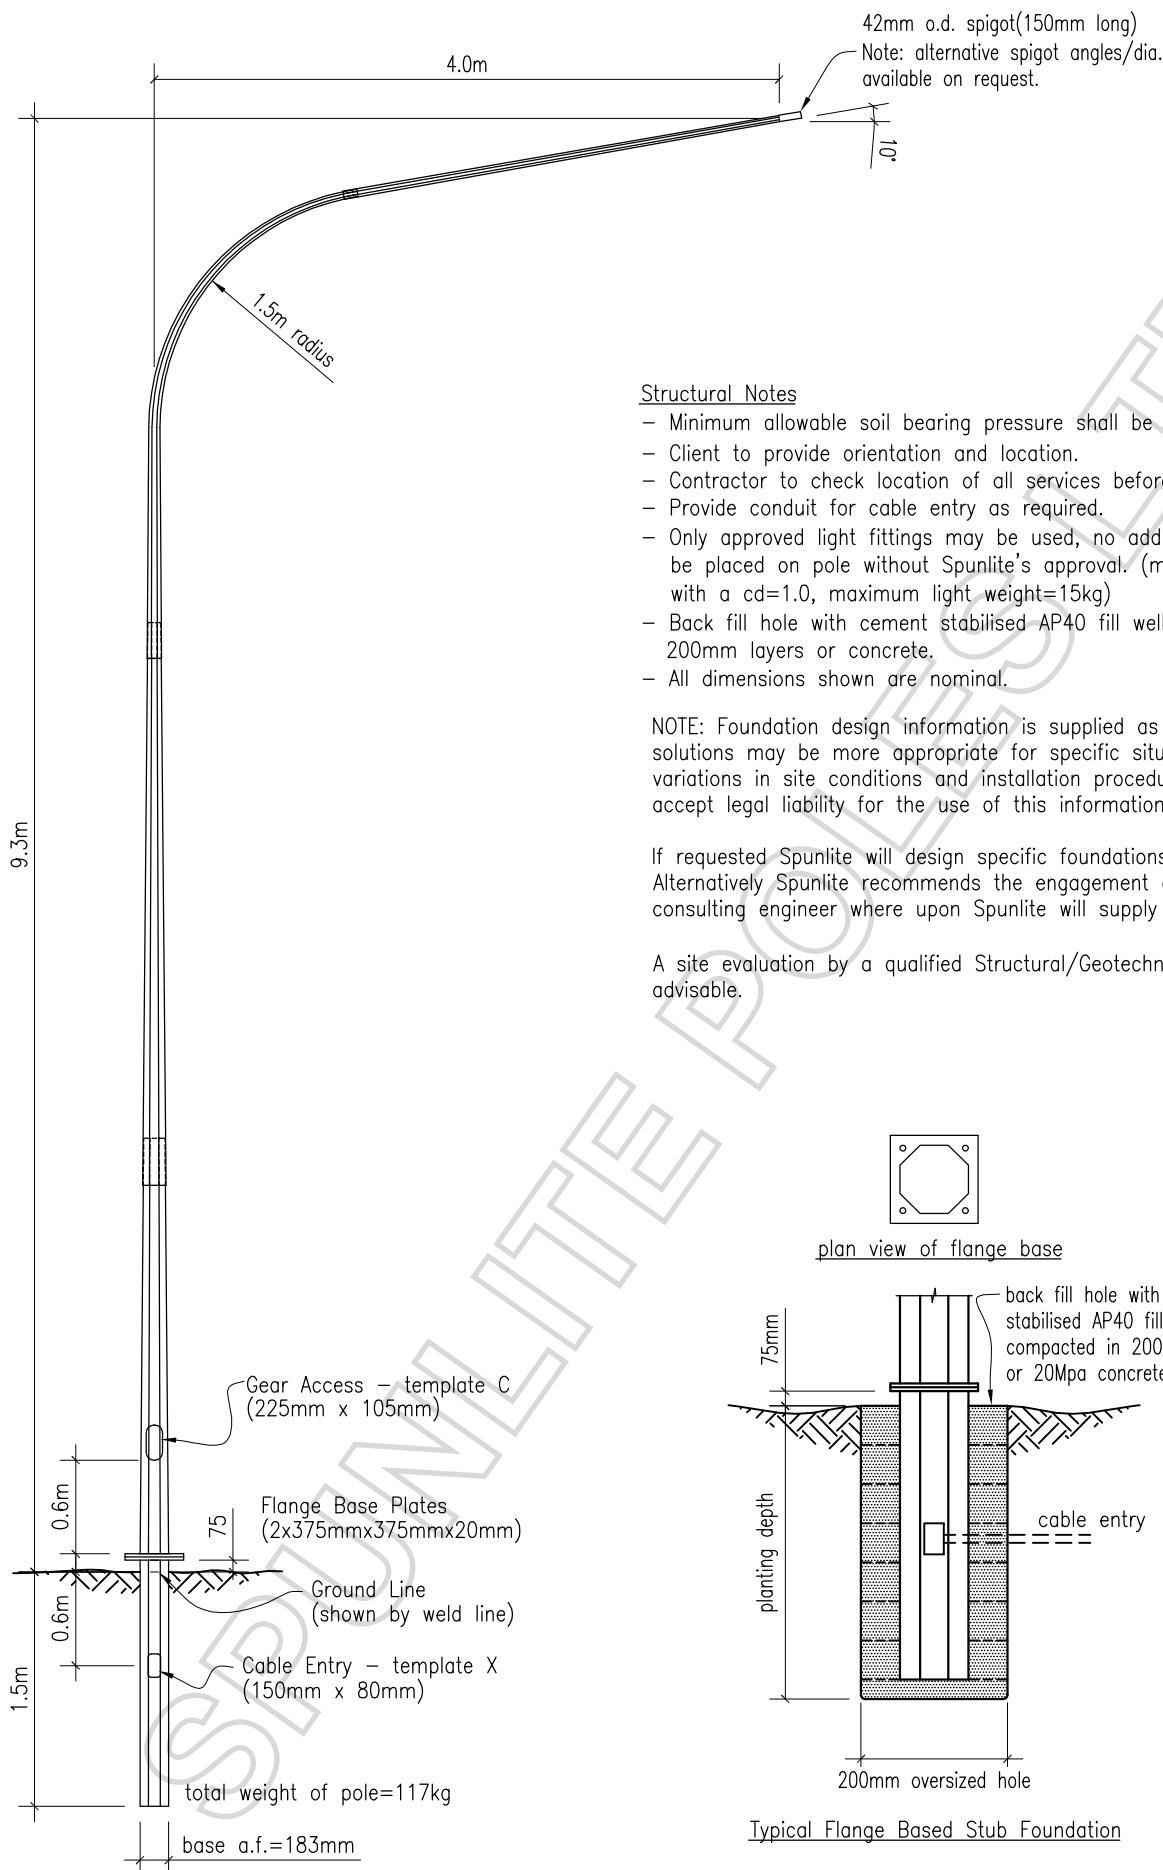 42mm o.d. spigot(150mm long)
Note: alternative spigot angles/dia.
available on request.
4.0m
10°
1.5m radius
Structural Notes
- Minimum allowable soil bearing pressure shall be
- Client to provide orientation and location.
- Contractor to check location of all services before
- Provide conduit for cable entry as required.
- Only approved light fittings may be used, no add
be placed on pole without Spunlite's approval. (m
with a cd=1.0, maximum light weight=15kg)
- Back fill hole with cement stabilised AP40 fill well
200mm layers or concrete.
- All dimensions shown are nominal.
NOTE: Foundation design information is supplied as
solutions may be more appropriate for specific situ
variations in site conditions and installation procedu
accept legal liability for the use of this information
9.3m
If requested Spunlite will design specific foundations
Alternatively Spunlite recommends the engagement
consulting engineer where upon Spunlite will supply
A site evaluation by a qualified Structural/Geotechn
advisable.
plan view of flange base
back fill hole with
stabilised AP40 fill
compacted in 200
or 20Mpa concrete
75mm
Gear Access - template C
(225mm x 105mm)
0.6m
Flange Base Plates
(2x375mmx375mmx20mm)
75
Ground Line
(shown by weld line)
0.6m
Cable Entry - template X
(150mm x 80mm)
1.5m
total weight of pole=117kg
base a.f.=183mm
planting depth
cable entry
200mm oversized hole
Typical Flange Based Stub Foundation
SPUNLITE POLES LT